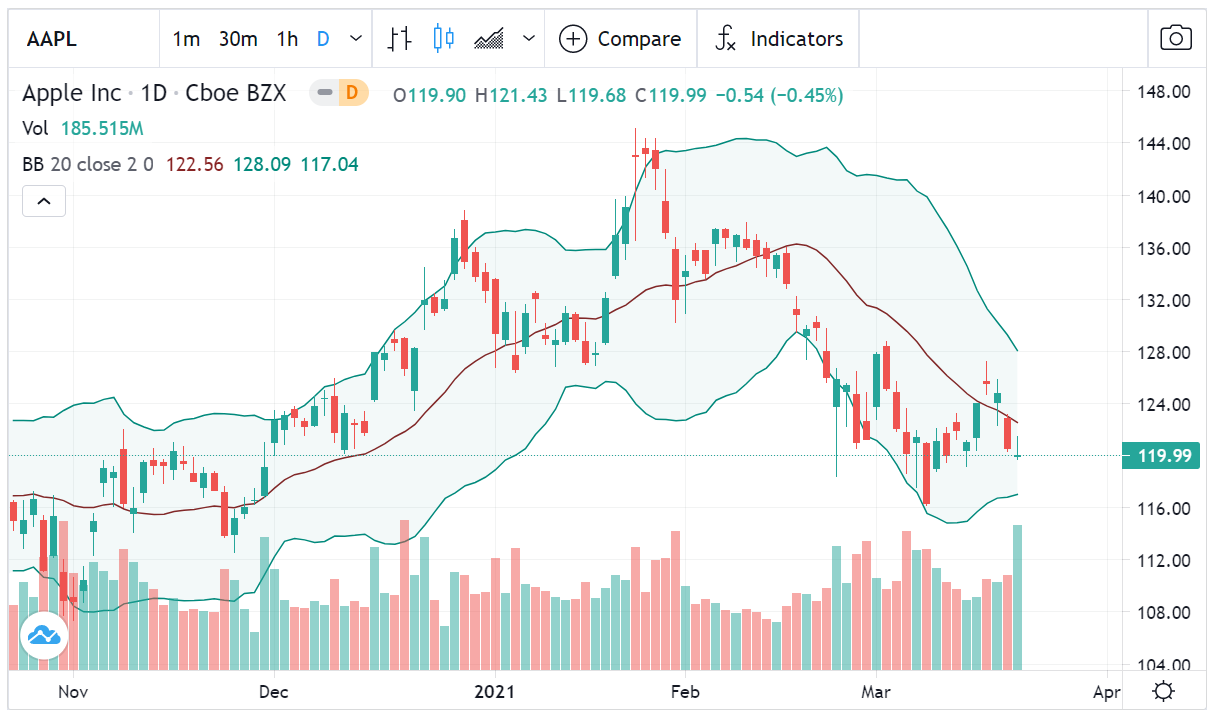 AAPL 1m 30m 1h D Compare Indicators
Apple Inc · 1D · Cboe BZX D O119.90 H121.43 L119.68 C119.99 −0.54 (−0.45%)
Vol 185.515M
BB 20 close 2 0 122.56 128.09 117.04
148.00
144.00
140.00
136.00
132.00
128.00
124.00
119.99
116.00
112.00
108.00
104.00
Nov Dec 2021 Feb Mar Apr